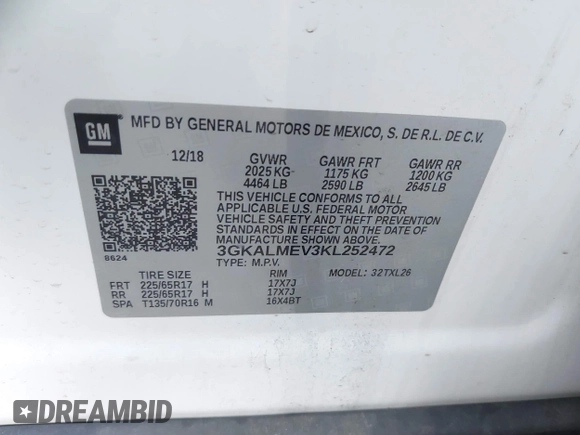 GM
MFD BY GENERAL MOTORS DE MEXICO, S. DE R.L. DE C.V.
12/18 GVWR GAWR FRT GAWR RR
2025 KG 1175 KG 1200 KG
4464 LB 2590 LB 2645 LB
THIS VEHICLE CONFORMS TO ALL
APPLICABLE U.S. FEDERAL MOTOR
VEHICLE SAFETY AND THEFT PREVENTION
STANDARDS IN EFFECT ON THE DATE OF
MANUFACTURE SHOWN ABOVE.
3GKALMEV3KL252472
8624
TYPE: M.P.V. MODEL: 32TXL26
TIRE SIZE RIM
FRT 225/65R17 H 17X7J
RR 225/65R17 H 17X7J
SPA T135/70R16 M 16X4BT
DREAMBID